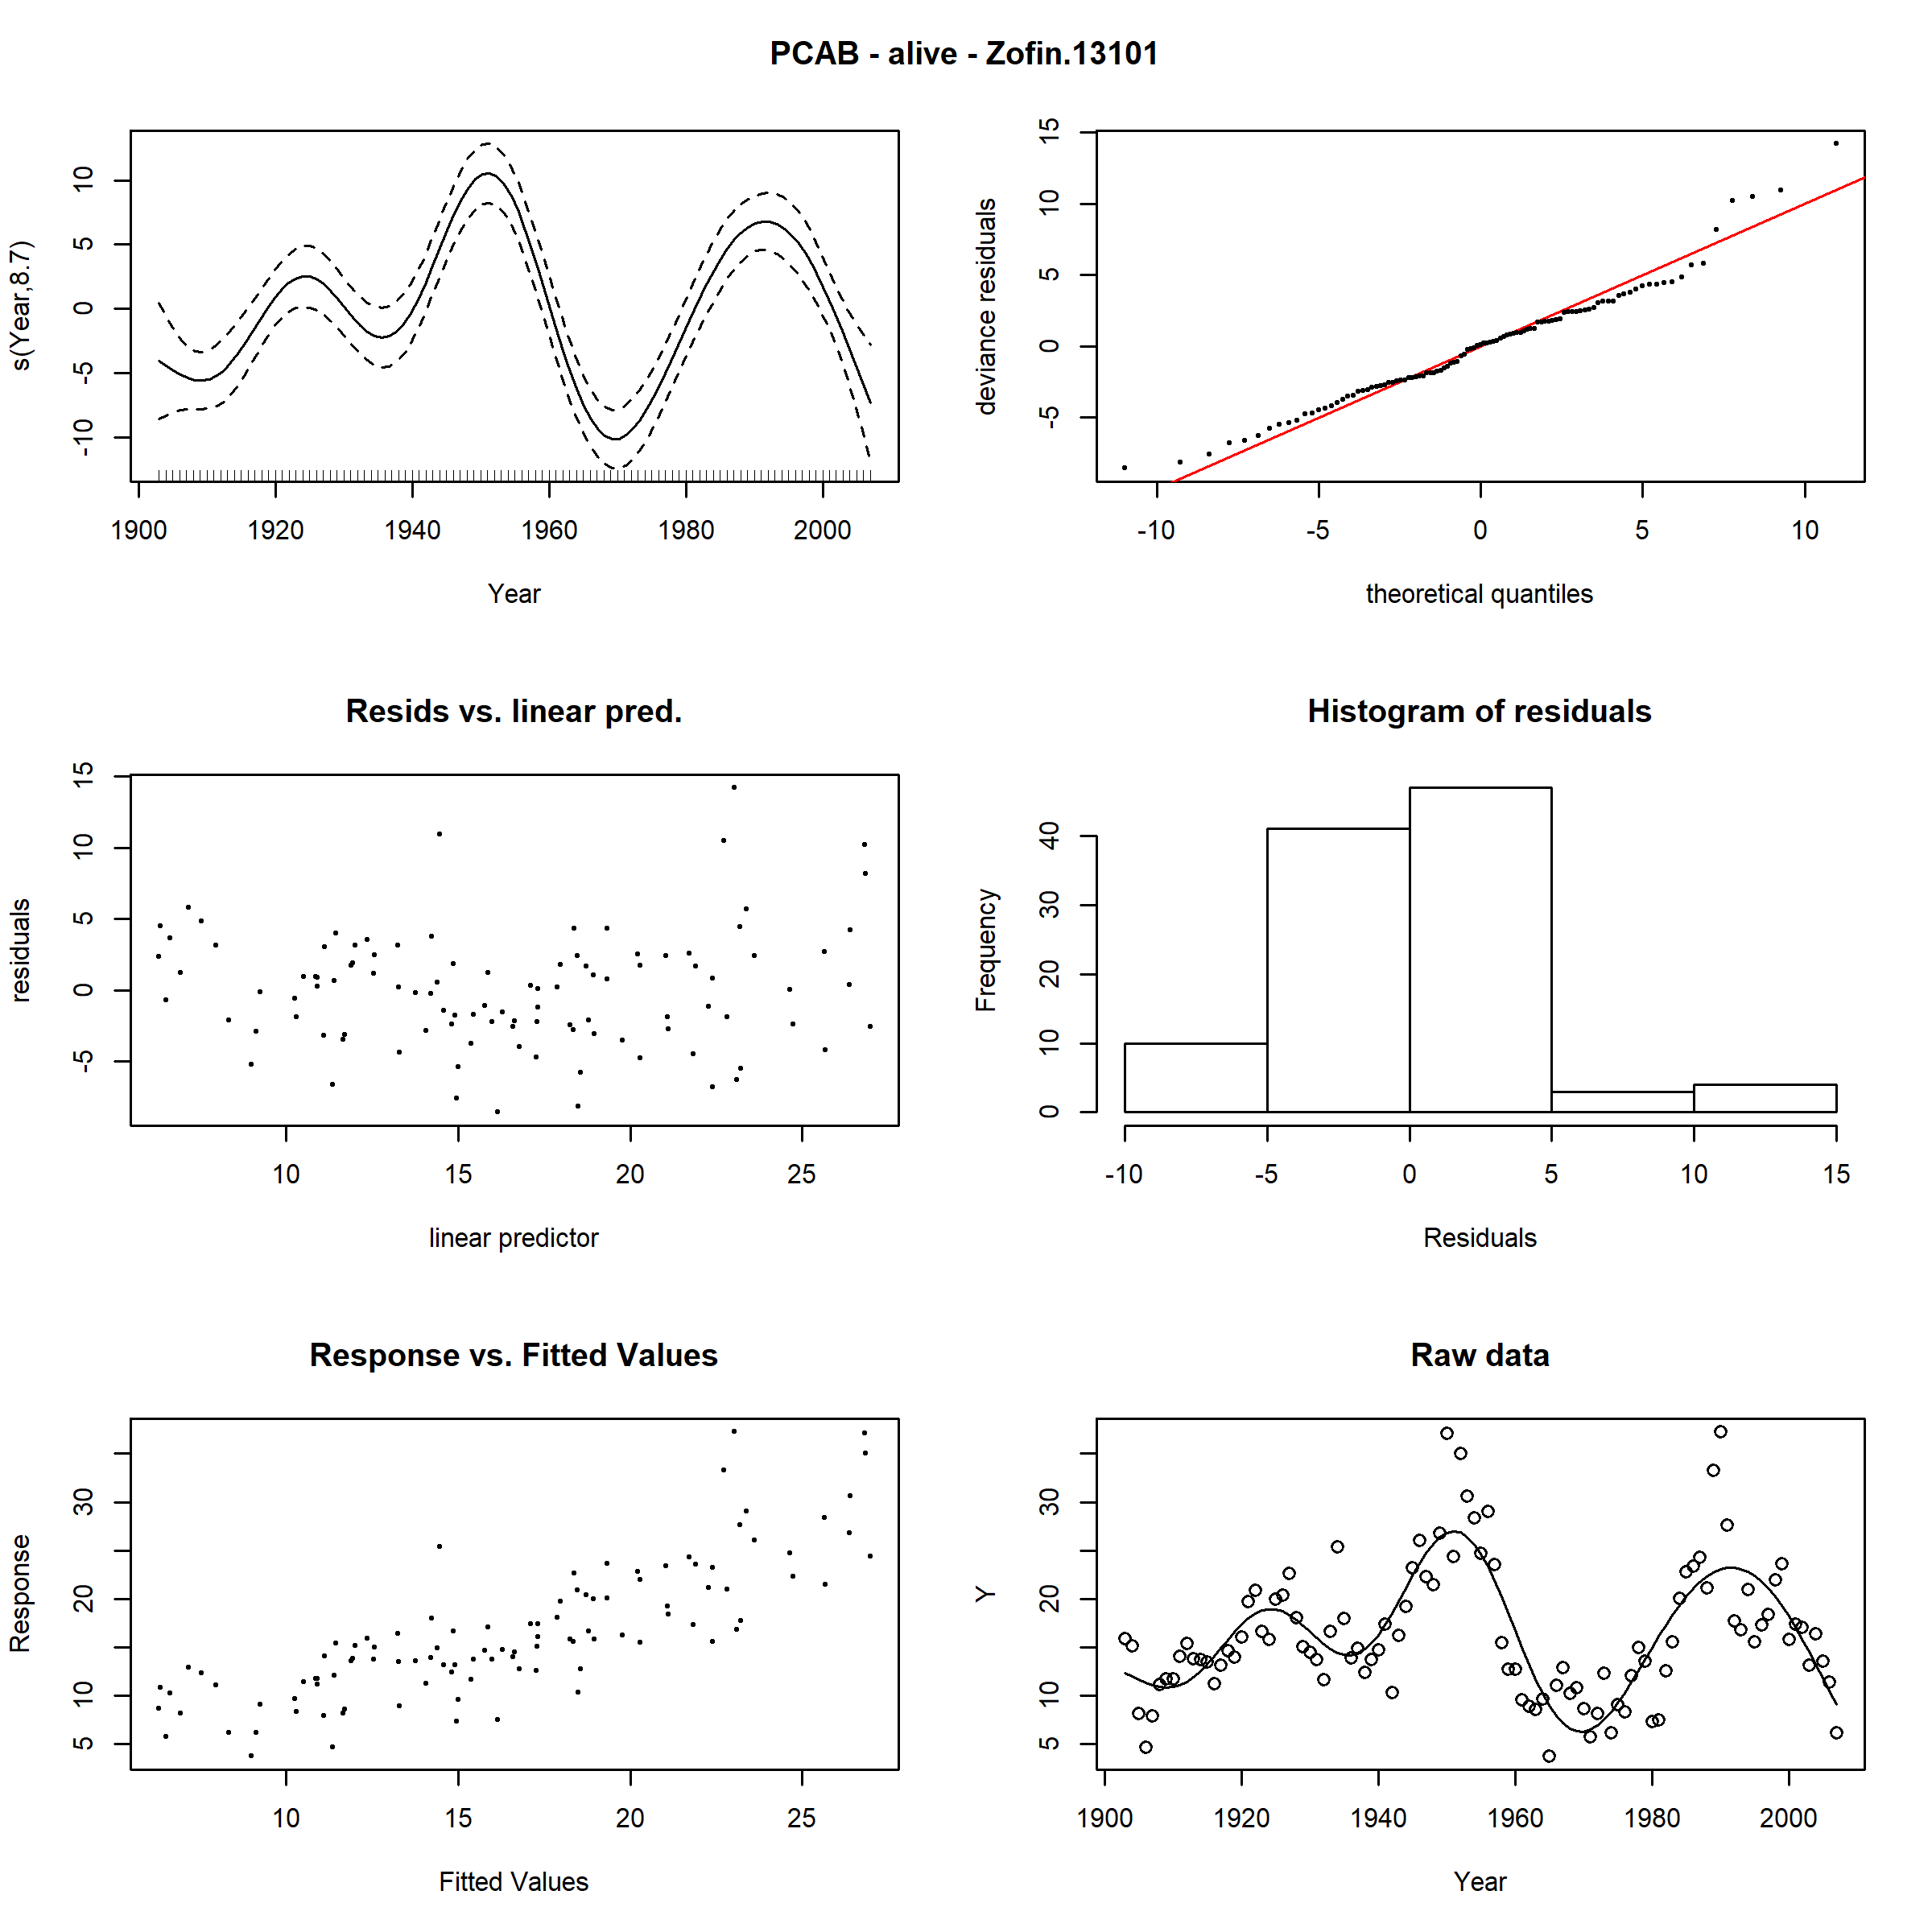 PCAB - alive - Zofin.13101
s(Year,8.7)
10
5
0
-5
-10
1900 1920 1940 1960 1980 2000
Year
deviance residuals
15
10
5
0
-5
-10 -5 0 5 10
theoretical quantiles
Resids vs. linear pred.
residuals
15
10
5
0
-5
10 15 20 25
linear predictor
Histogram of residuals
Frequency
40
30
20
10
0
-10 -5 0 5 10 15
Residuals
Response vs. Fitted Values
Response
30
20
10
5
10 15 20 25
Fitted Values
Raw data
Y
30
20
10
5
1900 1920 1940 1960 1980 2000
Year